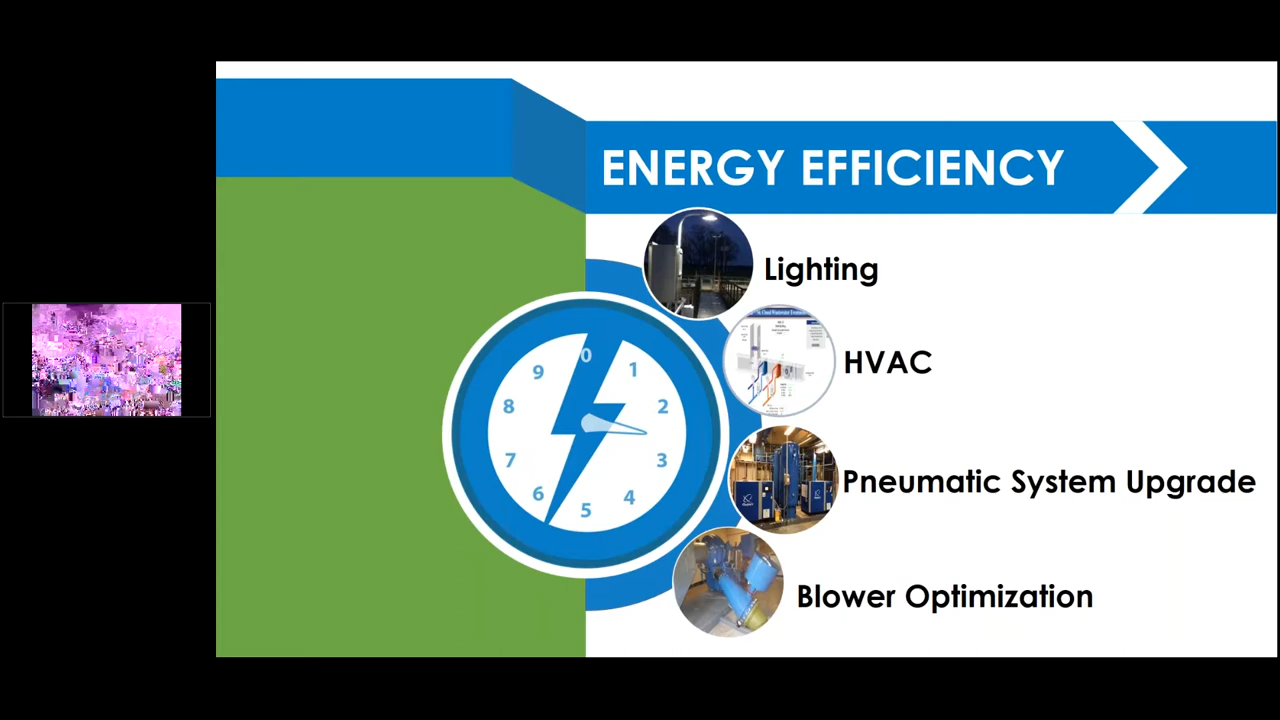 ENERGY EFFICIENCY
Lighting
HVAC
Pneumatic System Upgrade
Blower Optimization
0
1
2
3
4
5
6
7
8
9